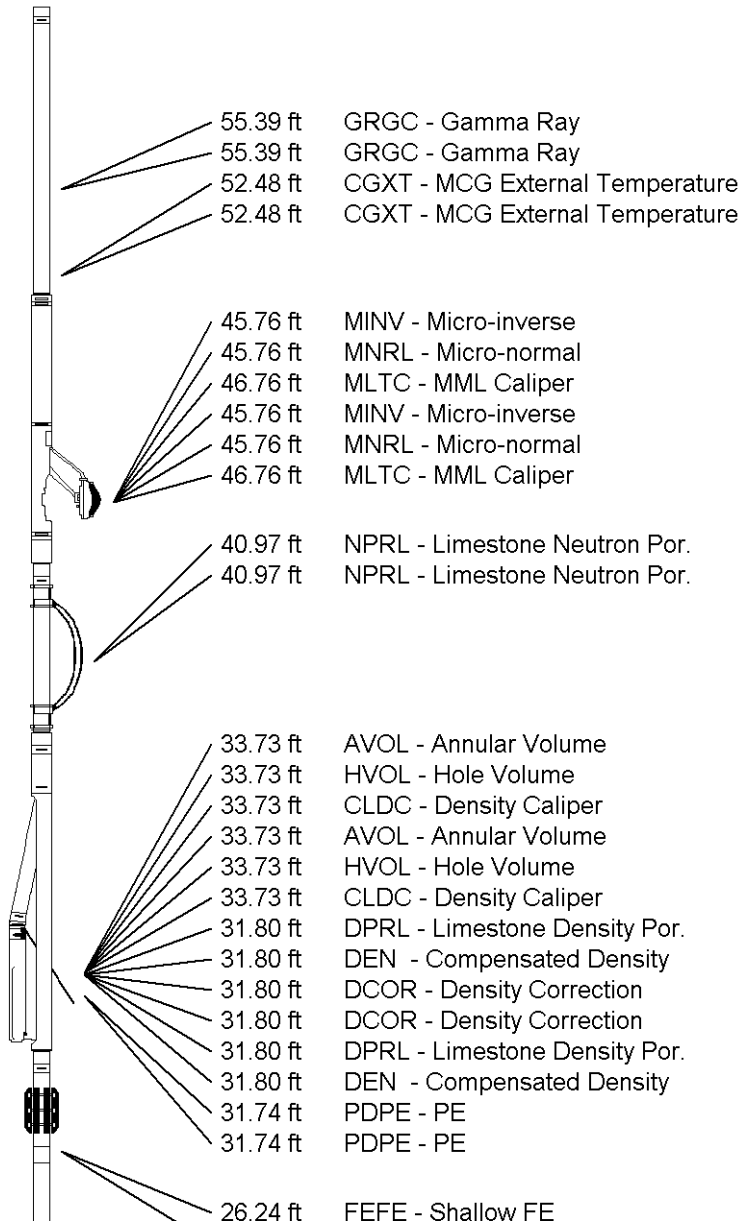 55.39 ft GRGC - Gamma Ray
55.39 ft GRGC - Gamma Ray
52.48 ft CGXT - MCG External Temperature
52.48 ft CGXT - MCG External Temperature
45.76 ft MINV - Micro-inverse
45.76 ft MNRL - Micro-normal
46.76 ft MLTC - MML Caliper
45.76 ft MINV - Micro-inverse
45.76 ft MNRL - Micro-normal
46.76 ft MLTC - MML Caliper
40.97 ft NPRL - Limestone Neutron Por.
40.97 ft NPRL - Limestone Neutron Por.
33.73 ft AVOL - Annular Volume
33.73 ft HVOL - Hole Volume
33.73 ft CLDC - Density Caliper
33.73 ft AVOL - Annular Volume
33.73 ft HVOL - Hole Volume
33.73 ft CLDC - Density Caliper
31.80 ft DPRL - Limestone Density Por.
31.80 ft DEN - Compensated Density
31.80 ft DCOR - Density Correction
31.80 ft DCOR - Density Correction
31.80 ft DPRL - Limestone Density Por.
31.80 ft DEN - Compensated Density
31.74 ft PDPE - PE
31.74 ft PDPE - PE
26.24 ft FEFE - Shallow FE